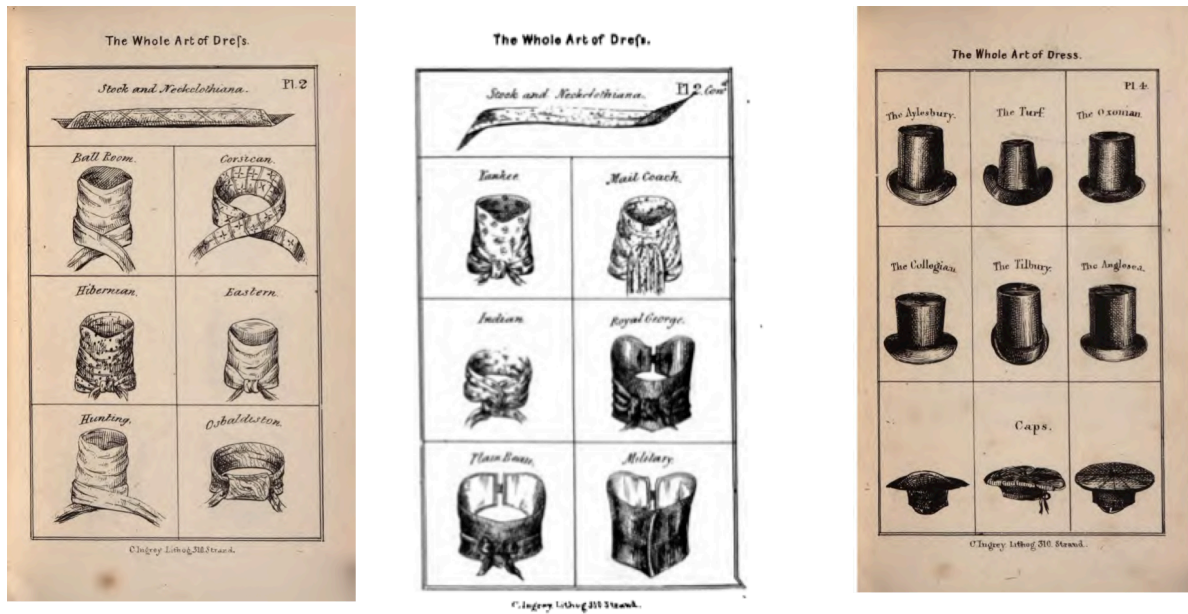 The Whole Art of Dreſs.
Pl. 2
Stock and Neckclothiana.
Ball Room.
Corsican.
Hibernian.
Eastern.
Hunting.
Osbaldiston.
C. Ingrey Lithog. 310 Strand.
The Whole Art of Dreſs.
Pl 2 Conᵈ
Stock and Neckclothiana.
Yankee
Mail Coach.
Indian
Royal George.
Plain Beau.
Military.
C. Ingrey Lithog 310 Strand.
The Whole Art of Dress.
Pl. 4.
The Aylesbury.
The Turf.
The Oxonian.
The Collegian.
The Tilbury.
The Anglesea.
Caps.
C. Ingrey Lithog. 310. Strand.